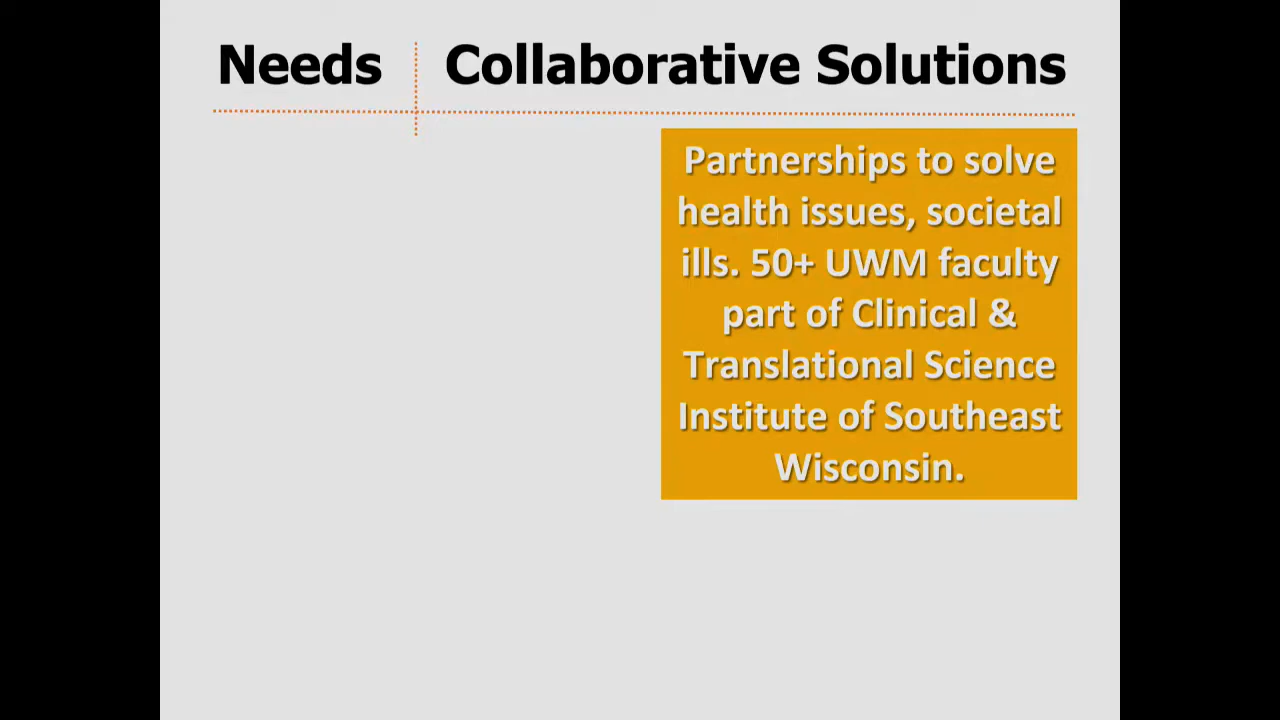 Needs Collaborative Solutions
Partnerships to solve
health issues, societal
ills. 50+ UWM faculty
part of Clinical &
Translational Science
Institute of Southeast
Wisconsin.